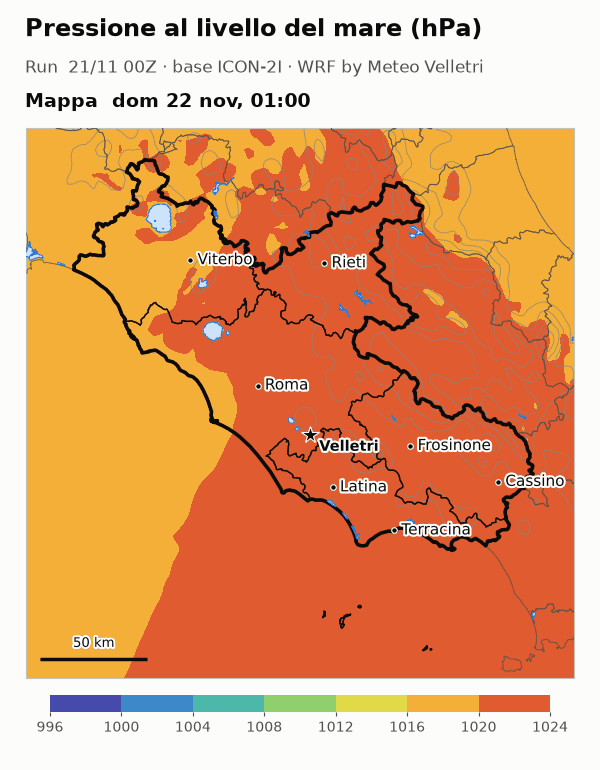 Pressione al livello del mare (hPa)
Run  21/11 00Z · base ICON-2I · WRF by Meteo Velletri
Mappa  dom 22 nov, 01:00
Viterbo
Rieti
Roma
Velletri
Frosinone
Cassino
Latina
Terracina
50 km
996 1000 1004 1008 1012 1016 1020 1024